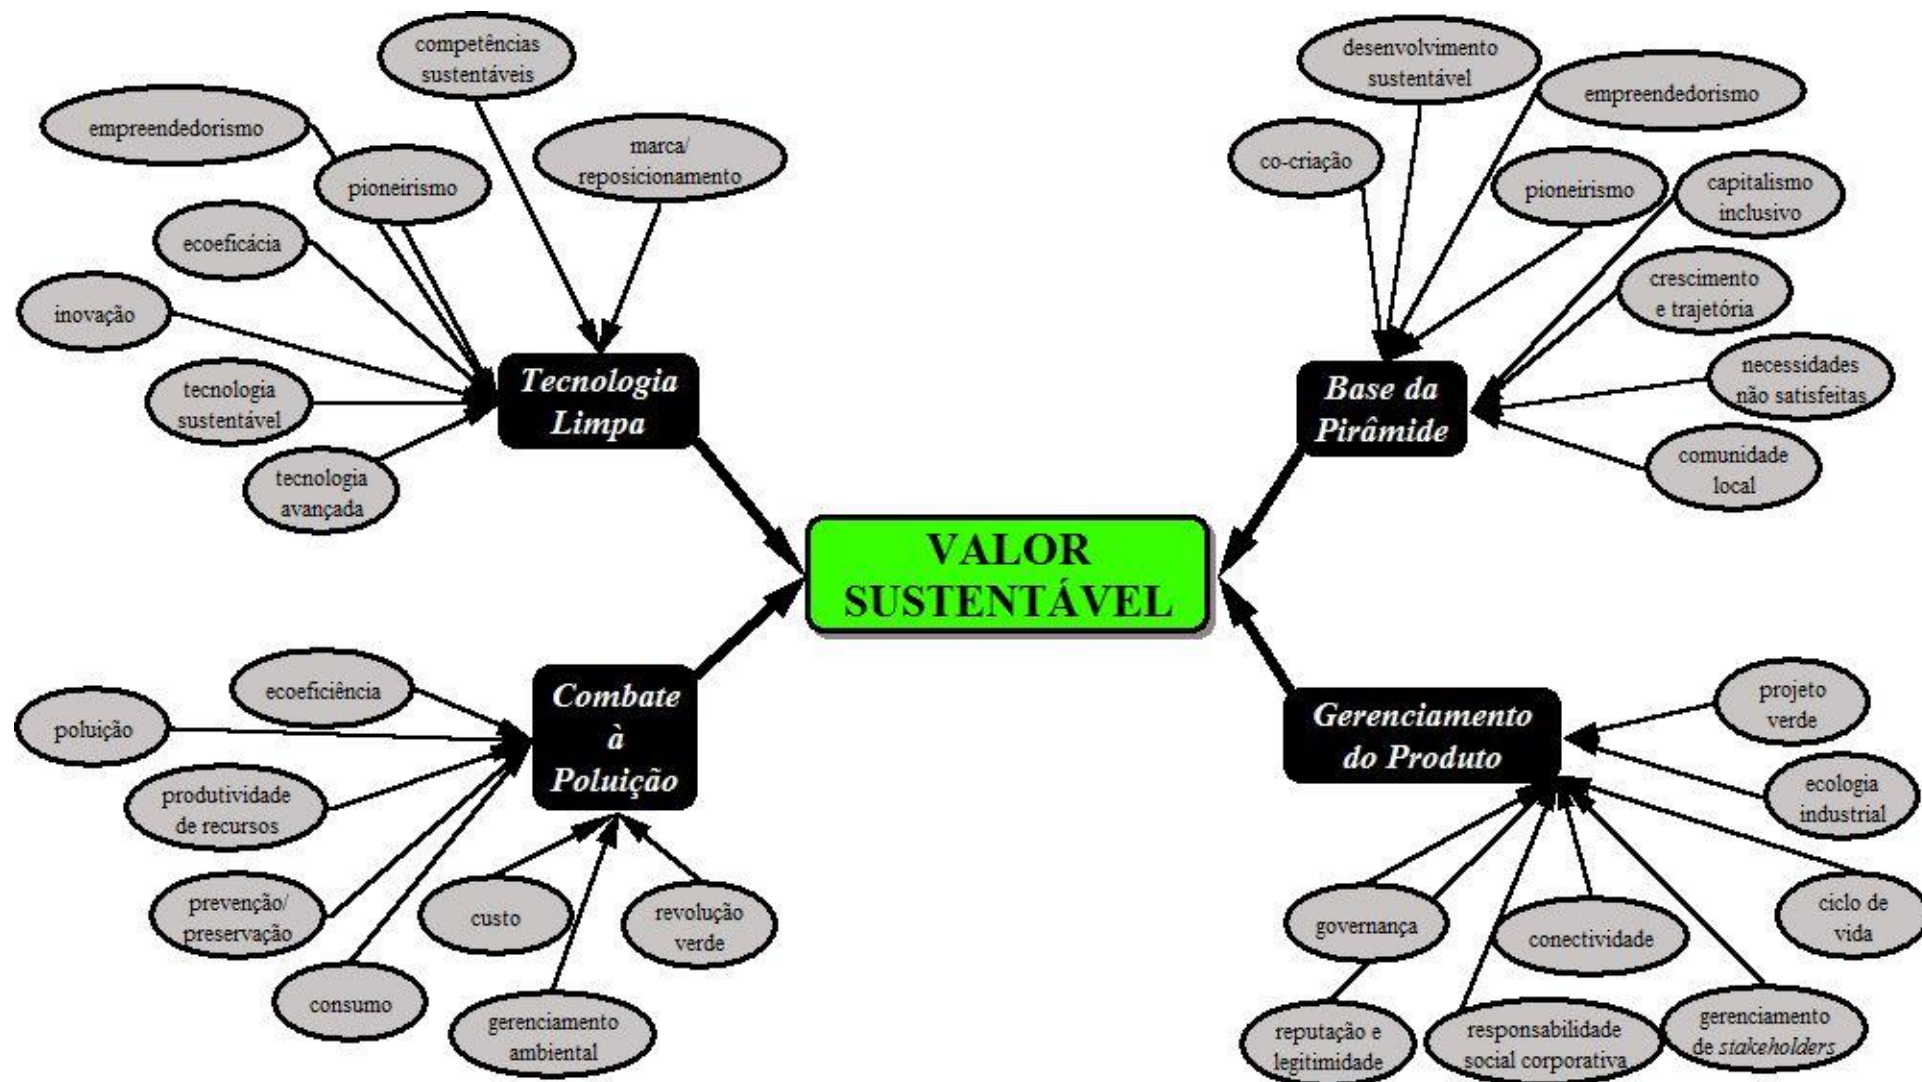 competências
sustentáveis
empreendedorismo
marca/
reposicionamento
pioneirismo
ecoeficácia
inovação
tecnologia
sustentável
tecnologia
avançada
Tecnologia
Limpa
desenvolvimento
sustentável
empreendedorismo
co-criação
pioneirismo
capitalismo
inclusivo
crescimento
e trajetória
necessidades
não satisfeitas
comunidade
local
Base da
Pirâmide
VALOR
SUSTENTÁVEL
ecoeficiência
poluição
produtividade
de recursos
prevenção/
preservação
consumo
custo
gerenciamento
ambiental
revolução
verde
Combate
à
Poluição
Gerenciamento
do Produto
projeto
verde
ecologia
industrial
ciclo de
vida
governança
conectividade
reputação e
legitimidade
responsabilidade
social corporativa
gerenciamento
de stakeholders